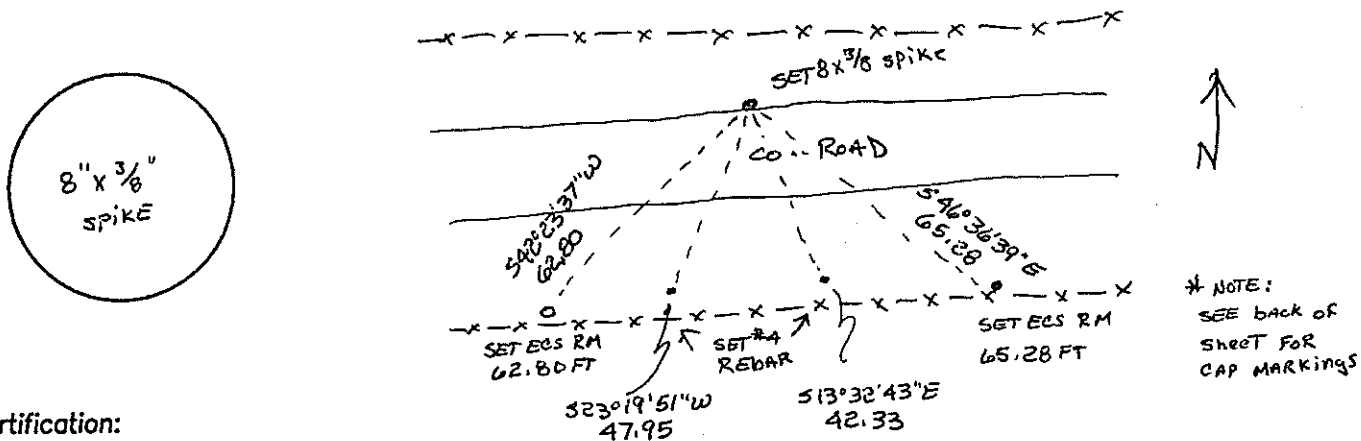 8" x 3/8"
SPIKE
SET 8 x 3/8 SPIKE
CO.. ROAD
N
S42°23'37"W
62.80
S46°36'39"E
65.28
SET ECS RM
62.80 FT
SET #4
REBAR
SET ECS RM
65.28 FT
S23°19'51"W
47.95
S13°32'43"E
42.33
* NOTE:
SEE back of
SheeT FOR
CAP MARKINGS
rtification: